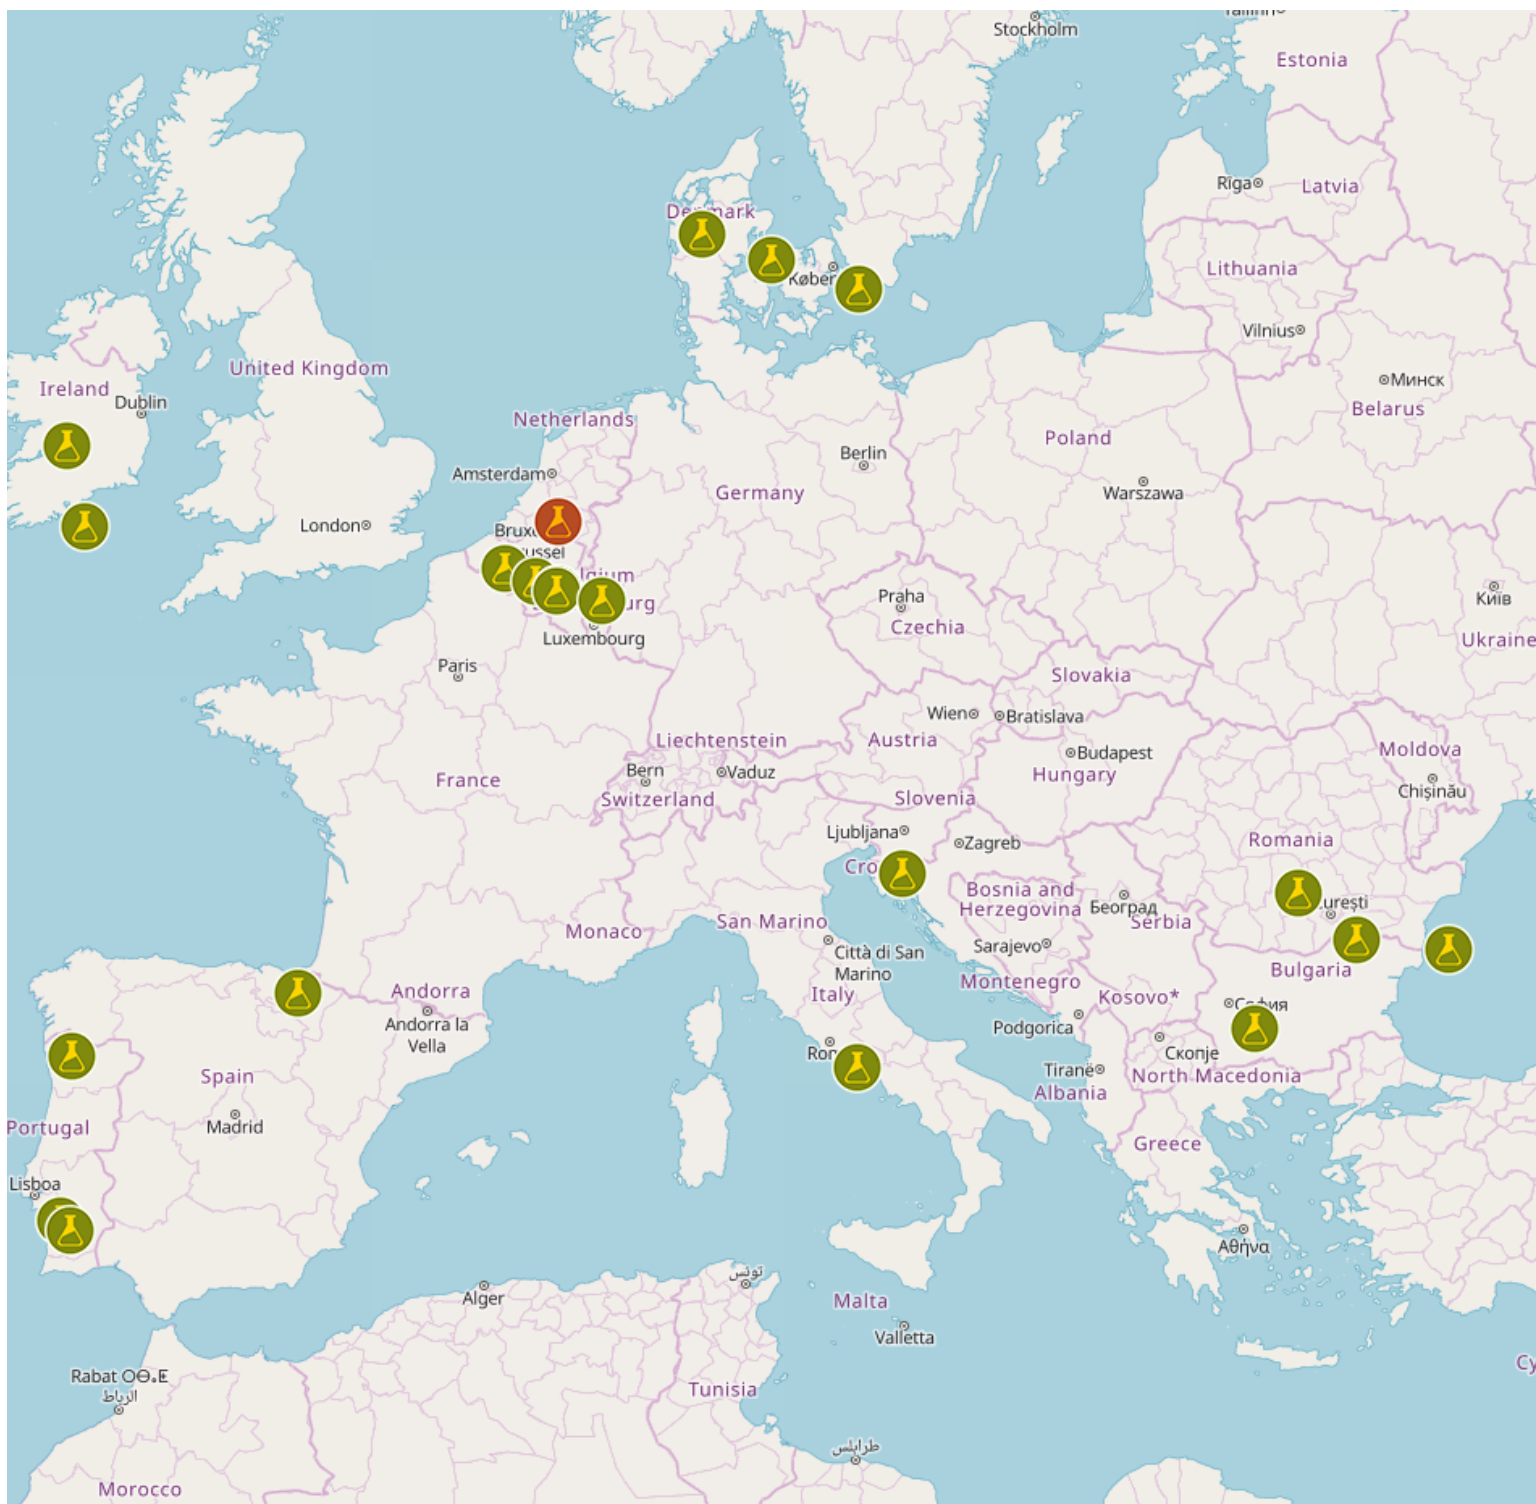 Stockholm
Estonia
Rīga
Latvia
Denmark
Lithuania
Vilnius
United Kingdom
Ireland
Dublin
Минск
Belarus
Netherlands
Amsterdam
Berlin
Poland
Germany
Warszawa
London
Praha
Czechia
Київ
Ukraine
Luxembourg
Paris
Slovakia
Wien
Bratislava
Liechtenstein
Austria
Moldova
Budapest
Bern
Vaduz
France
Hungary
Chișinău
Switzerland
Slovenia
Ljubljana
Romania
Zagreb
Bosnia and
Herzegovina
Београд
San Marino
Serbia
Monaco
Sarajevo
Città di San
Marino
Bulgaria
Montenegro
Andorra
Italy
Kosovo*
София
Andorra la
Vella
Podgorica
Скопје
Tiranë
North Macedonia
Spain
Albania
Madrid
Portugal
Greece
Lisboa
Αθήνα
تونس
Alger
Malta
Valletta
Rabat ⵔⴱⴰⵟ
الرباط
Tunisia
طرابلس
Morocco